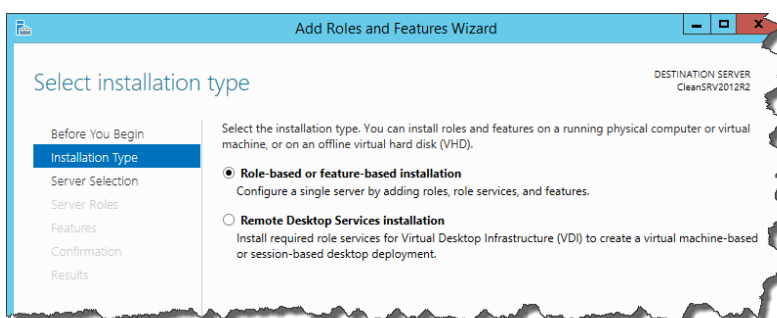 Add Roles and Features Wizard
Select installation type
DESTINATION SERVER
CleanSRV2012R2
Before You Begin
Installation Type
Server Selection
Server Roles
Features
Confirmation
Results
Select the installation type. You can install roles and features on a running physical computer or virtual
machine, or on an offline virtual hard disk (VHD).
Role-based or feature-based installation
Configure a single server by adding roles, role services, and features.
Remote Desktop Services installation
Install required role services for Virtual Desktop Infrastructure (VDI) to create a virtual machine-based
or session-based desktop deployment.